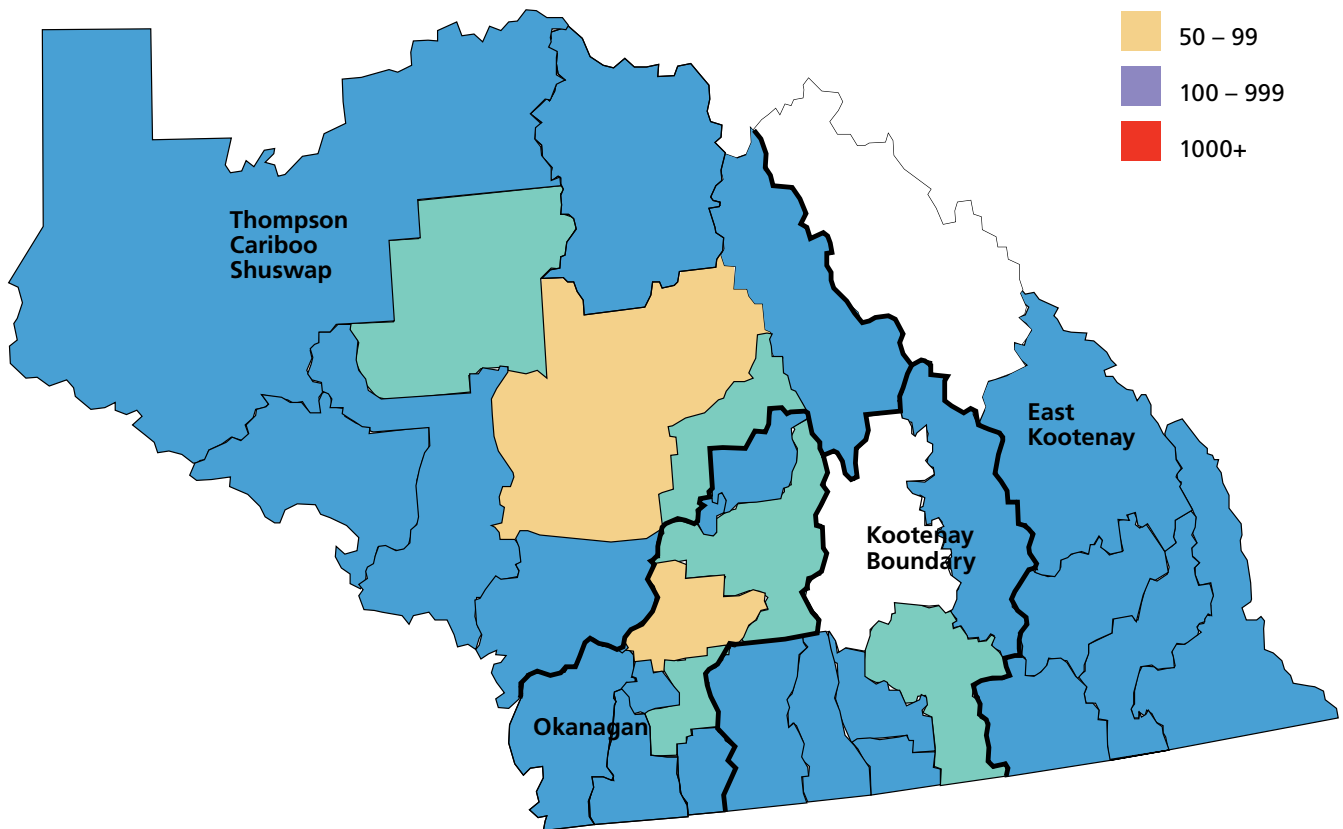 50 – 99
100 – 999
1000+
Thompson
Cariboo
Shuswap
East
Kootenay
Kootenay
Boundary
Okanagan